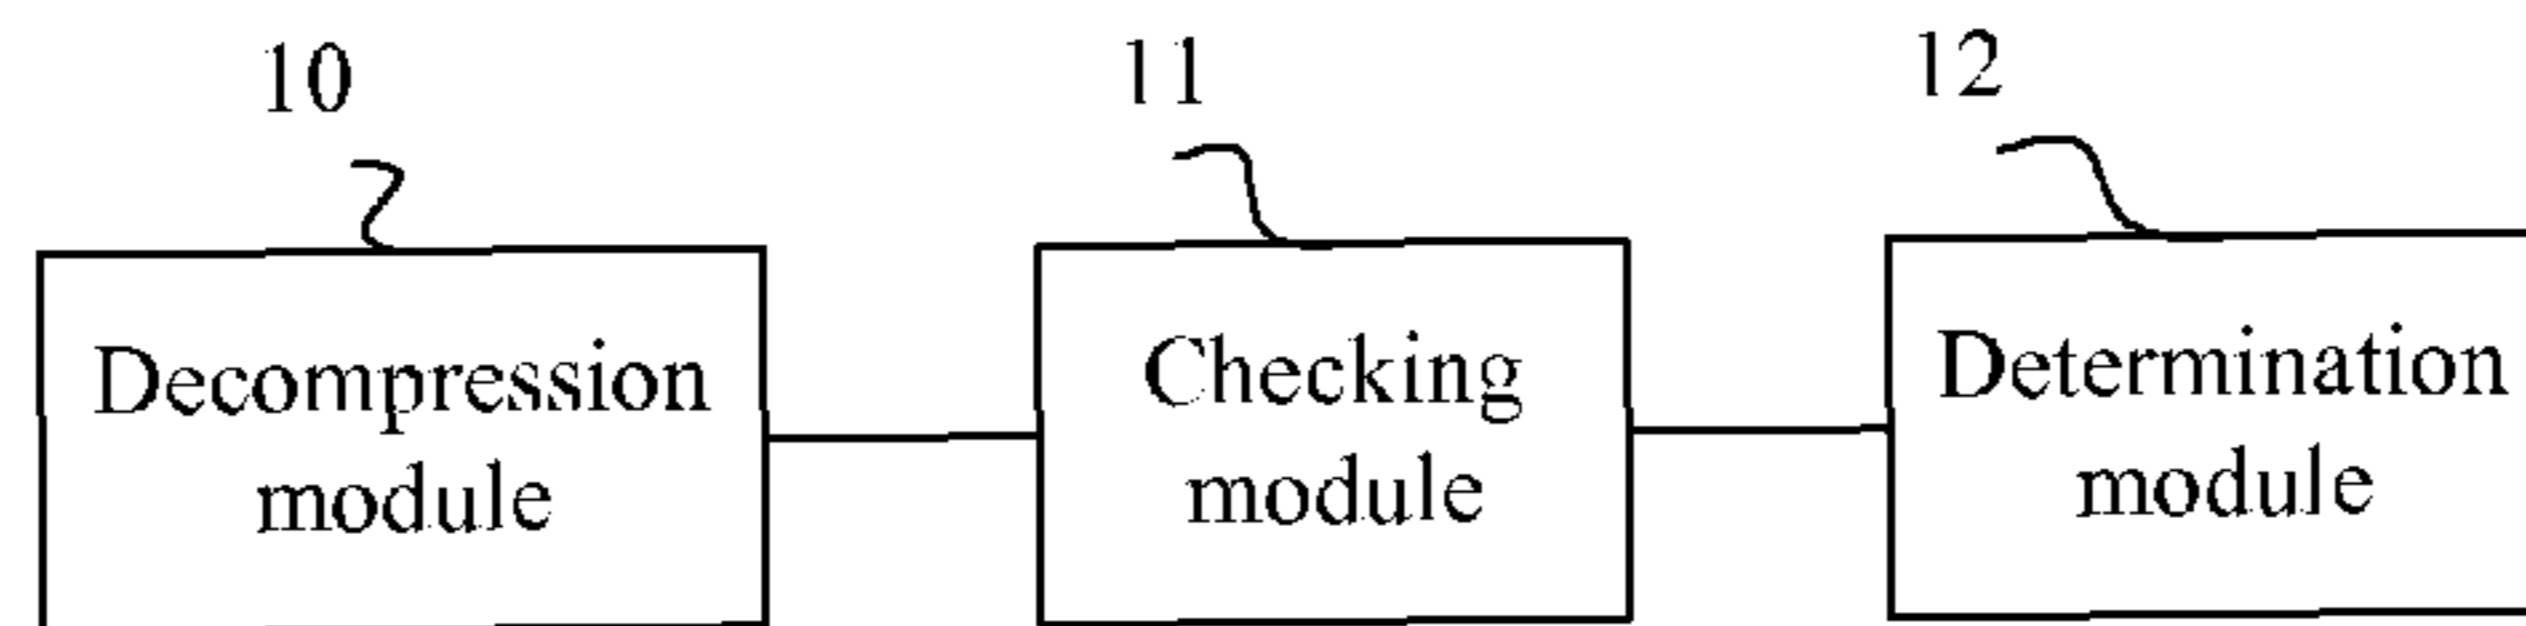 10
11
12
Decompression
module
Checking
module
Determination
module